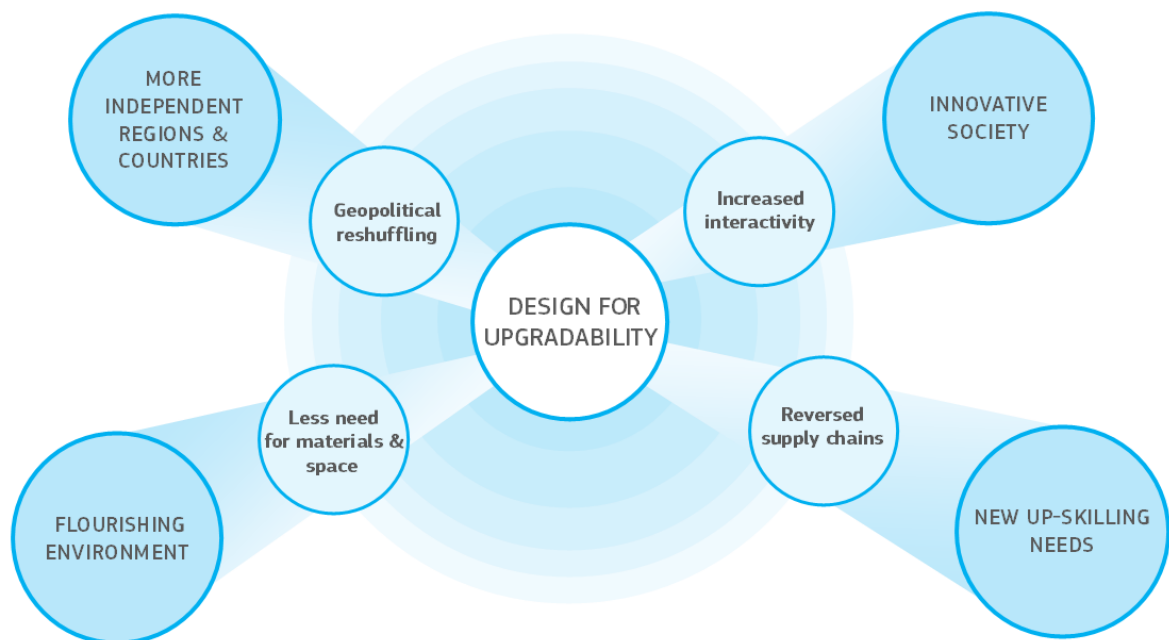 MORE
INDEPENDENT
REGIONS &
COUNTRIES
INNOVATIVE
SOCIETY
Geopolitical
reshuffling
Increased
interactivity
DESIGN FOR
UPGRADABILITY
Less need
for materials &
space
Reversed
supply chains
FLOURISHING
ENVIRONMENT
NEW UP-SKILLING
NEEDS